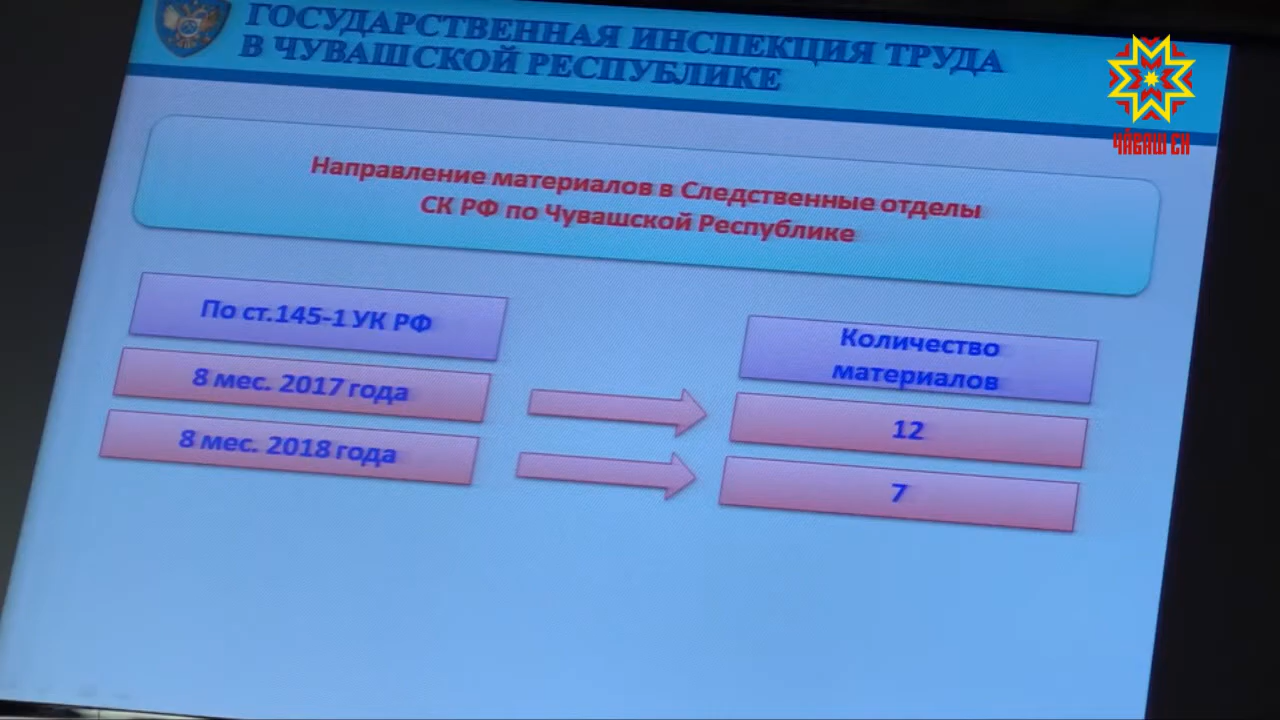 ГОСУДАРСТВЕННАЯ ИНСПЕКЦИЯ ТРУДА
В ЧУВАШСКОЙ РЕСПУБЛИКЕ
ЧӐВАШ ЕН
Направление материалов в Следственные отделы
СК РФ по Чувашской Республике
По ст.145-1 УК РФ
Количество
материалов
8 мес. 2017 года
12
8 мес. 2018 года
7